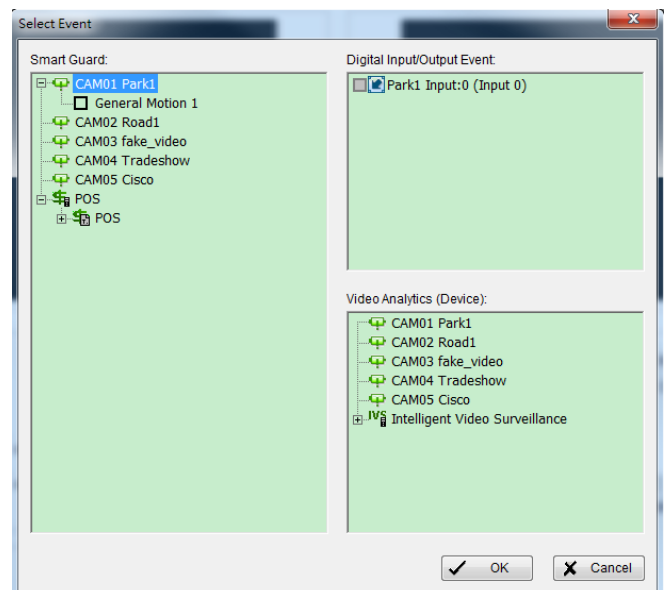 Select Event
Smart Guard:
CAM01 Park1
General Motion 1
CAM02 Road1
CAM03 fake_video
CAM04 Tradeshow
CAM05 Cisco
POS
POS
Digital Input/Output Event:
Park1 Input:0 (Input 0)
Video Analytics (Device):
CAM01 Park1
CAM02 Road1
CAM03 fake_video
CAM04 Tradeshow
CAM05 Cisco
IVS Intelligent Video Surveillance
OK
Cancel